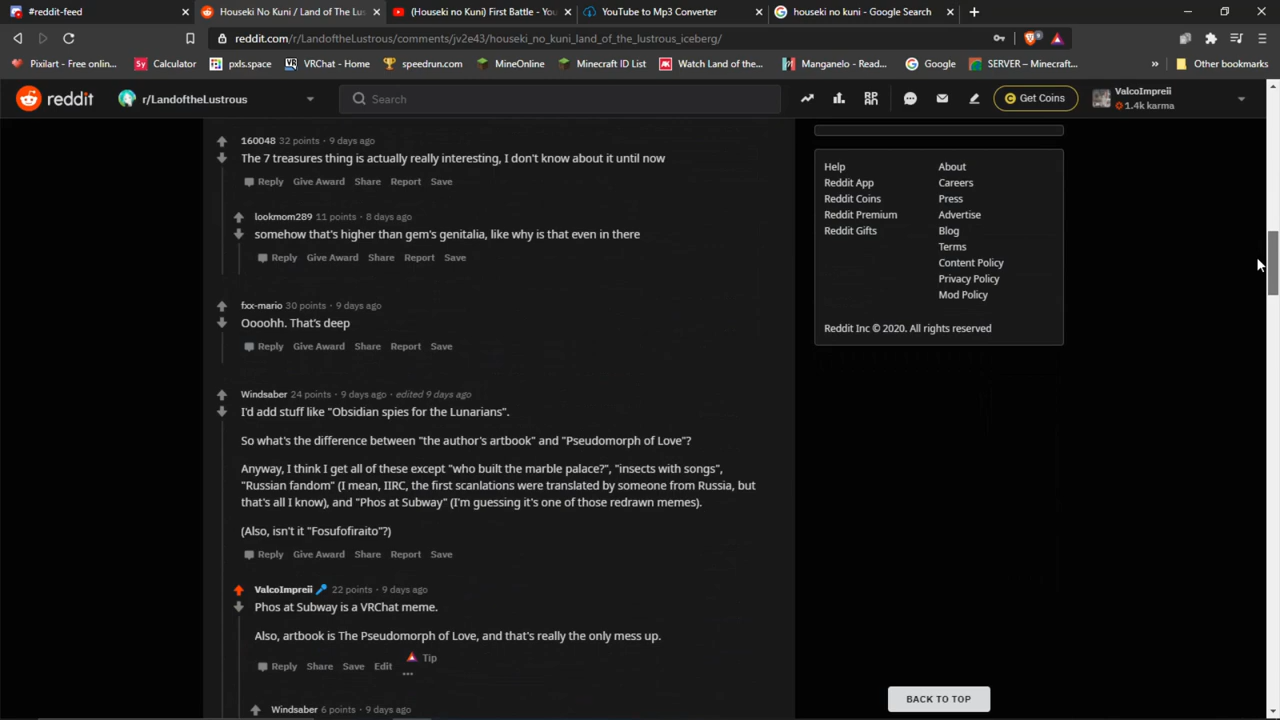 #reddit-feed
Houseki No Kuni / Land of The Lus
(Houseki no Kuni) First Battle - You
YouTube to Mp3 Converter
houseki no kuni - Google Search
reddit.com/r/LandoftheLustrous/comments/jv2e43/houseki_no_kuni_land_of_the_lustrous_iceberg/
Pixilart - Free onlin...
Calculator
pxls.space
VRChat - Home
speedrun.com
MineOnline
Minecraft ID List
Watch Land of the...
Manganelo - Read...
Google
SERVER – Minecraft...
Other bookmarks
reddit
r/LandoftheLustrous
Search
Get Coins
ValcoImpreii
1.4k karma
160048 32 points · 9 days ago
The 7 treasures thing is actually really interesting, I don't know about it until now
Reply Give Award Share Report Save
lookmom289 11 points · 8 days ago
somehow that's higher than gem's genitalia, like why is that even in there
Reply Give Award Share Report Save
fxx-mario 30 points · 9 days ago
Oooohh. That's deep
Reply Give Award Share Report Save
Windsaber 24 points · 9 days ago · edited 9 days ago
I'd add stuff like "Obsidian spies for the Lunarians".
So what's the difference between "the author's artbook" and "Pseudomorph of Love"?
Anyway, I think I get all of these except "who built the marble palace?", "insects with songs",
"Russian fandom" (I mean, IIRC, the first scanlations were translated by someone from Russia, but
that's all I know), and "Phos at Subway" (I'm guessing it's one of those redrawn memes).
(Also, isn't it "Fosufofiraito"?)
Reply Give Award Share Report Save
ValcoImpreii 22 points · 9 days ago
Phos at Subway is a VRChat meme.
Also, artbook is The Pseudomorph of Love, and that's really the only mess up.
Reply Share Save Edit Tip
...
Windsaber 6 points · 9 days ago
Help About
Reddit App Careers
Reddit Coins Press
Reddit Premium Advertise
Reddit Gifts Blog
Terms
Content Policy
Privacy Policy
Mod Policy
Reddit Inc © 2020. All rights reserved
BACK TO TOP